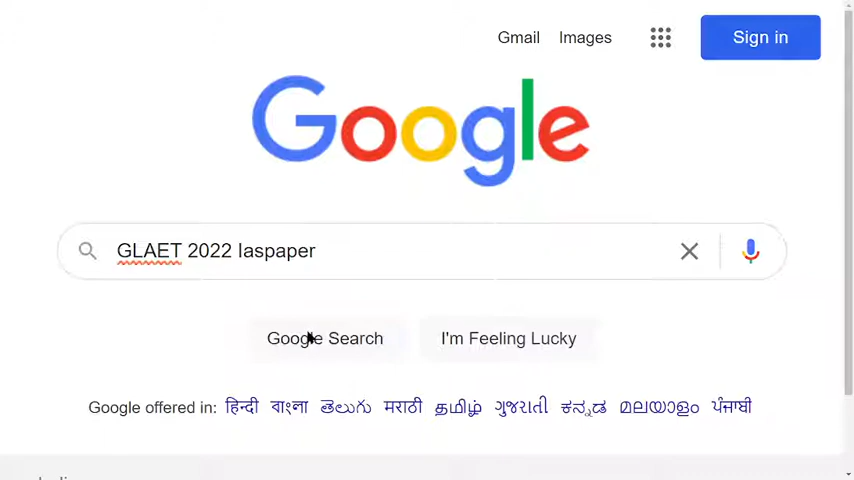 Gmail Images Sign in
Google
GLAET 2022 Iaspaper
Google Search I'm Feeling Lucky
Google offered in: हिन्दी বাংলা తెలుగు मराठी தமிழ் ગુજરાતી ಕನ್ನಡ മലയാളം ਪੰਜਾਬੀ